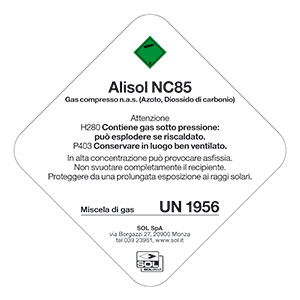 Alisol NC85
Gas compresso n.a.s. (Azoto, Diossido di carbonio)
Attenzione
H280 Contiene gas sotto pressione:
può esplodere se riscaldato.
P403 Conservare in luogo ben ventilato.
In alta concentrazione può provocare asfissia.
Non svuotare completamente il recipiente.
Proteggere da una prolungata esposizione ai raggi solari.
Miscela di gas UN 1956
SOL SpA
via Borgazzi 27, 20900 Monza
tel 039 23961, www.sol.it
SOL